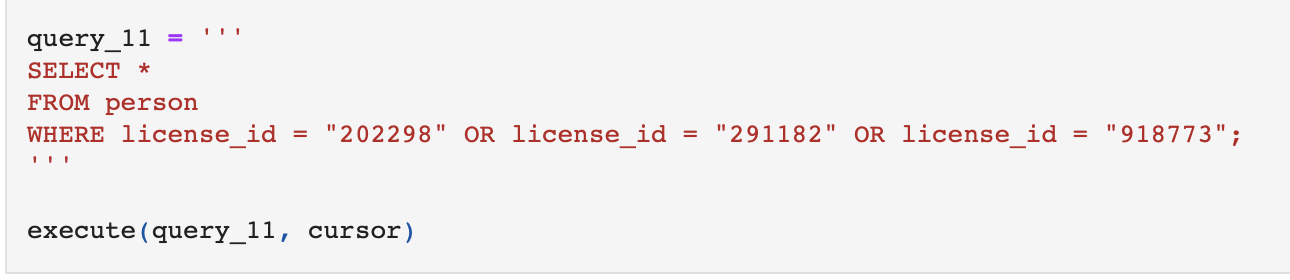 query_11 = '''
SELECT *
FROM person
WHERE license_id = "202298" OR license_id = "291182" OR license_id = "918773";
'''
execute(query_11, cursor)